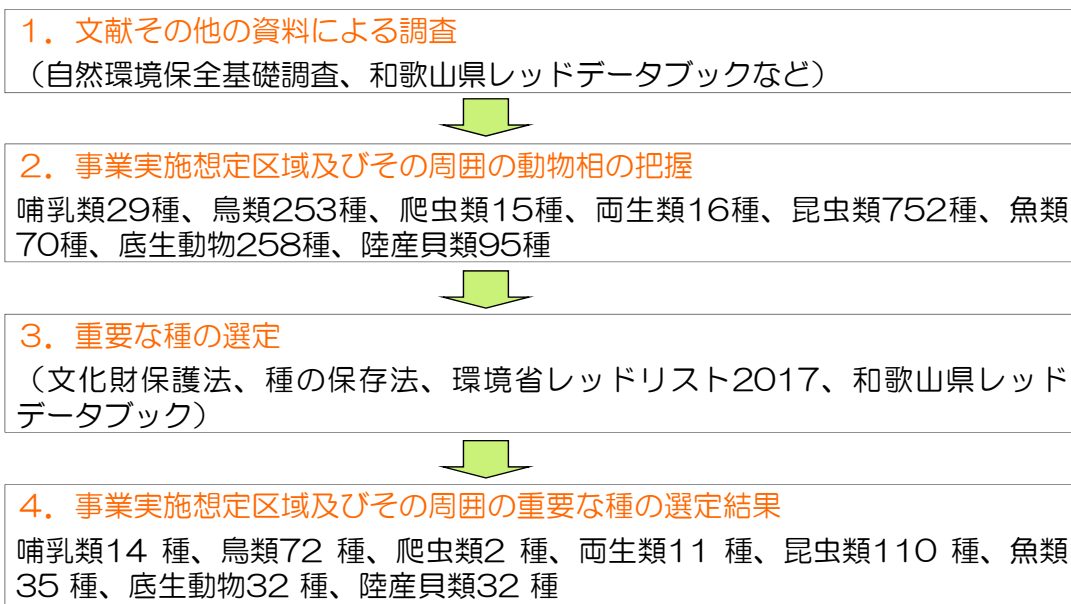 １．文献その他の資料による調査
（自然環境保全基礎調査、和歌山県レッドデータブックなど）
２．事業実施想定区域及びその周囲の動物相の把握
哺乳類29種、鳥類253種、爬虫類15種、両生類16種、昆虫類752種、魚類
70種、底生動物258種、陸産貝類95種
３．重要な種の選定
（文化財保護法、種の保存法、環境省レッドリスト2017、和歌山県レッド
データブック）
４．事業実施想定区域及びその周囲の重要な種の選定結果
哺乳類14 種、鳥類72 種、爬虫類2 種、両生類11 種、昆虫類110 種、魚類
35 種、底生動物32 種、陸産貝類32 種